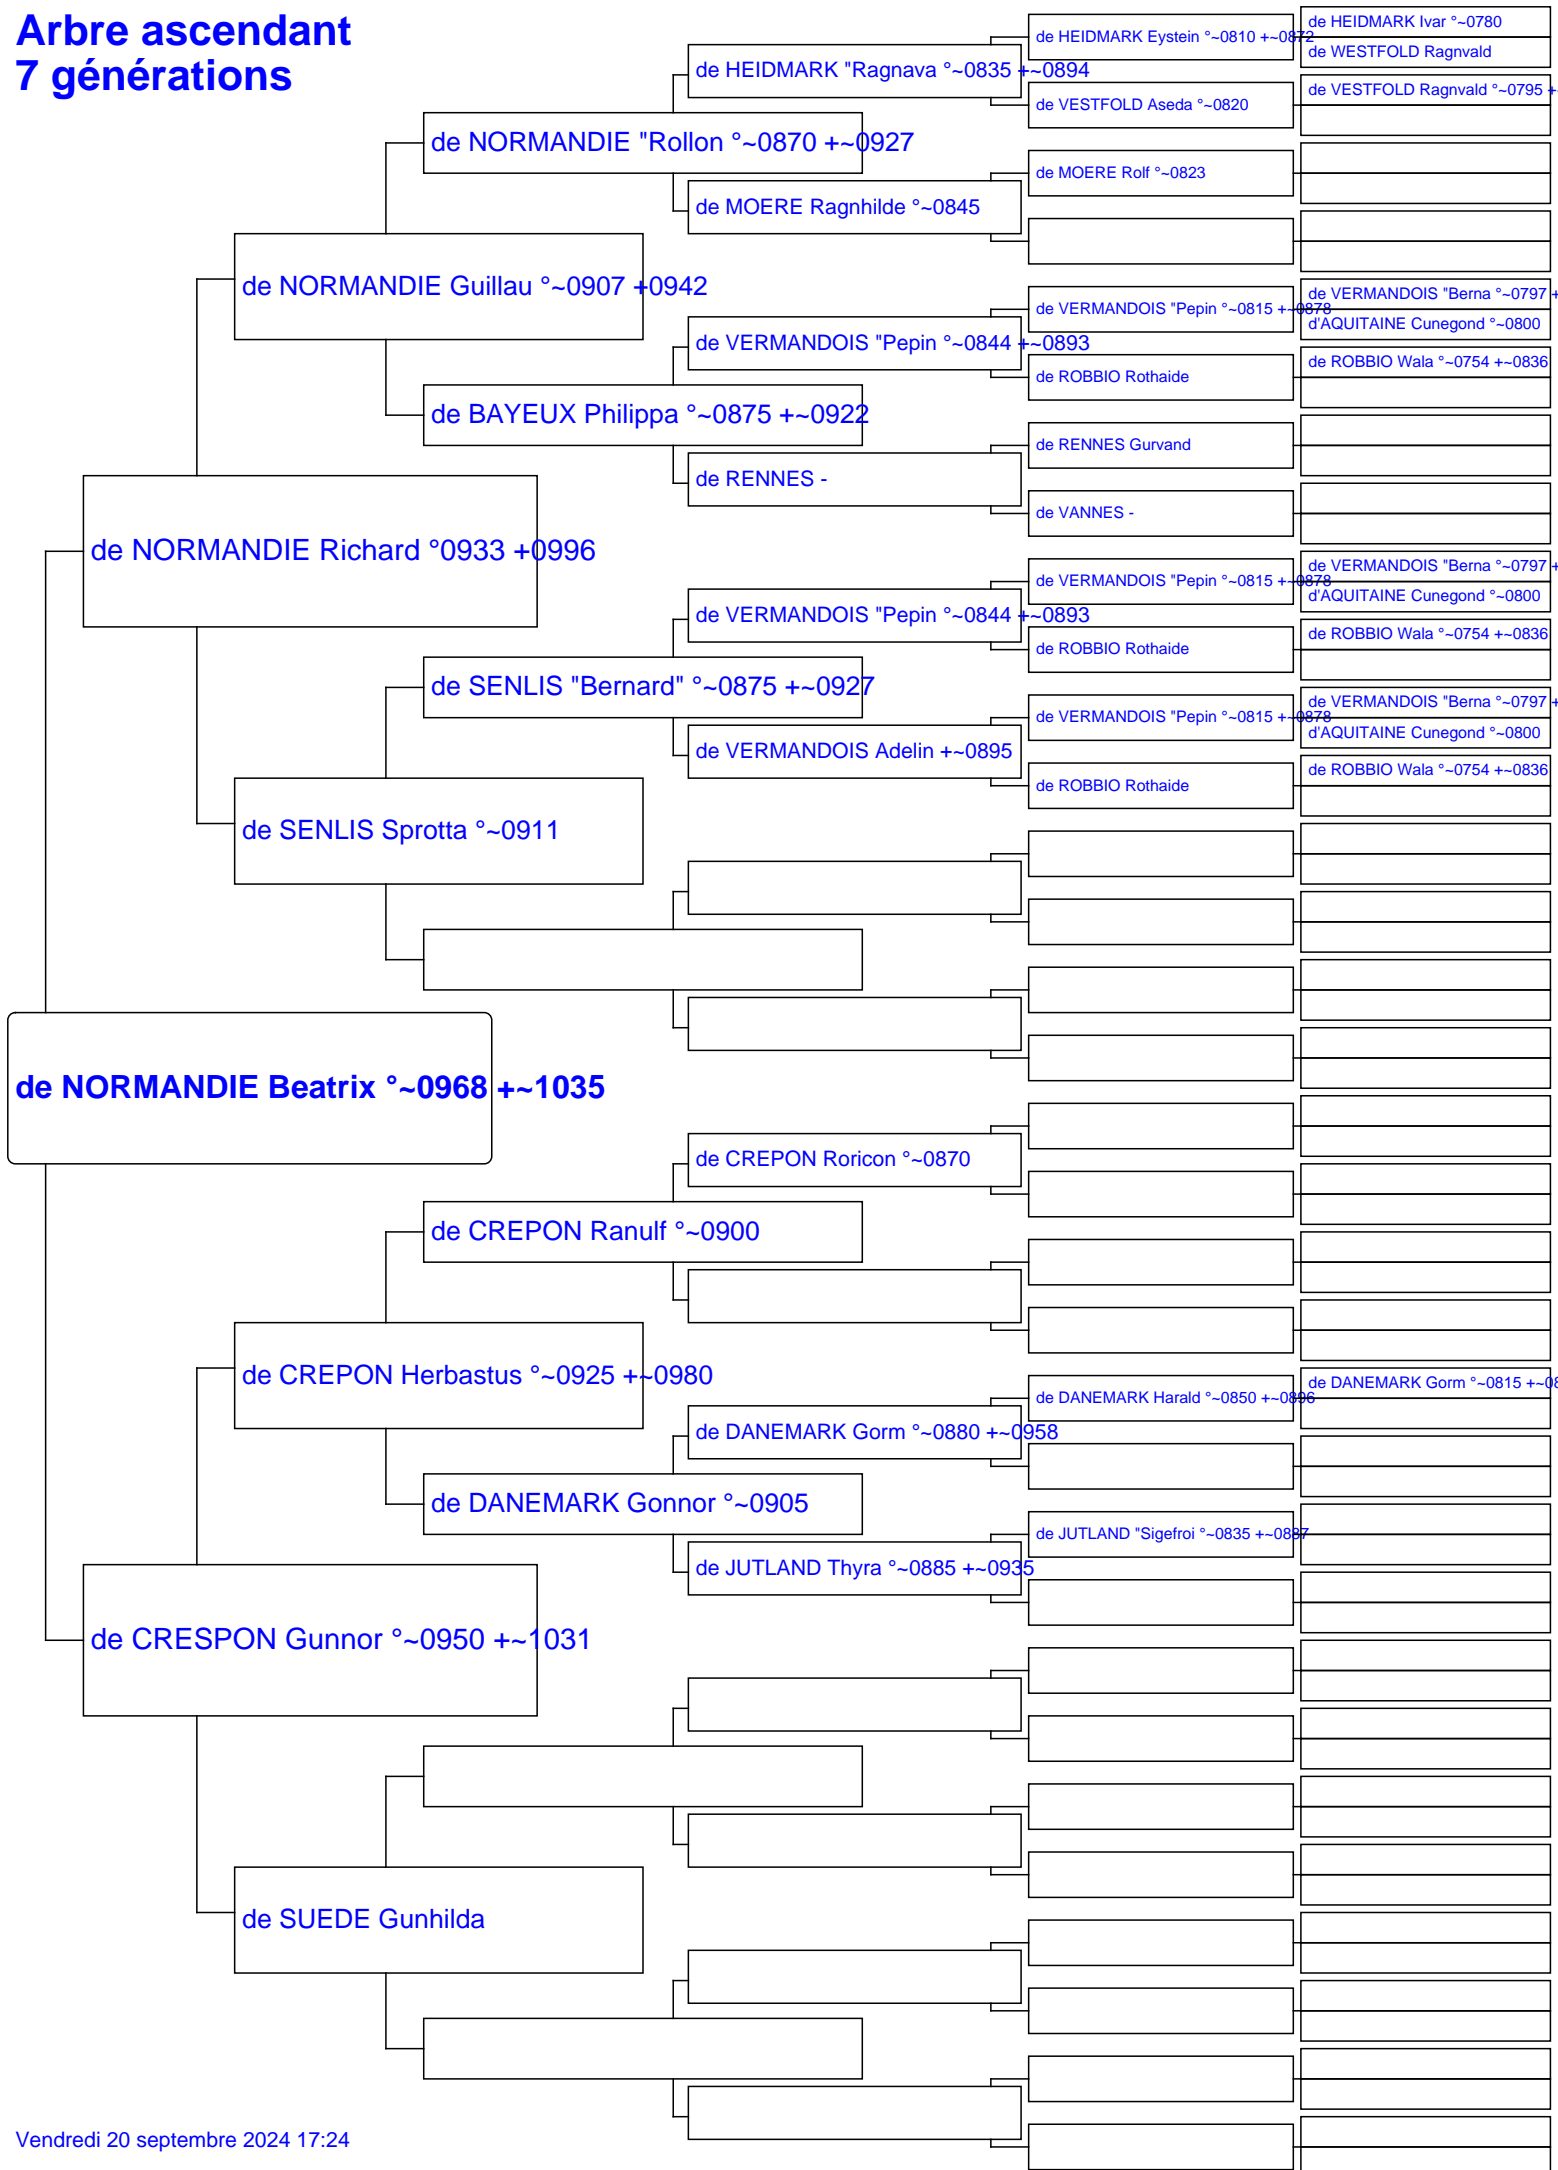 Arbre ascendant
7 générations
de HEIDMARK Ivar °~0780
de HEIDMARK Eystein °~0810 +~0872
de WESTFOLD Ragnvald
de HEIDMARK "Ragnava °~0835 +~0894
de VESTFOLD Ragnvald °~0795 +
de VESTFOLD Aseda °~0820
de NORMANDIE "Rollon °~0870 +~0927
de MOERE Rolf °~0823
de MOERE Ragnhilde °~0845
de NORMANDIE Guillau °~0907 +0942
de VERMANDOIS "Berna °~0797 +
de VERMANDOIS "Pepin °~0815 +~0878
d'AQUITAINE Cunegond °~0800
de VERMANDOIS "Pepin °~0844 +~0893
de ROBBIO Wala °~0754 +~0836
de ROBBIO Rothaide
de BAYEUX Philippa °~0875 +~0922
de RENNES Gurvand
de RENNES -
de VANNES -
de NORMANDIE Richard °0933 +0996
de VERMANDOIS "Berna °~0797 +
de VERMANDOIS "Pepin °~0815 +~0878
d'AQUITAINE Cunegond °~0800
de VERMANDOIS "Pepin °~0844 +~0893
de ROBBIO Wala °~0754 +~0836
de ROBBIO Rothaide
de SENLIS "Bernard" °~0875 +~0927
de VERMANDOIS "Berna °~0797 +
de VERMANDOIS "Pepin °~0815 +~0878
d'AQUITAINE Cunegond °~0800
de VERMANDOIS Adelin +~0895
de ROBBIO Wala °~0754 +~0836
de ROBBIO Rothaide
de SENLIS Sprotta °~0911
de NORMANDIE Beatrix °~0968 +~1035
de CREPON Roricon °~0870
de CREPON Ranulf °~0900
de CREPON Herbastus °~0925 +~0980
de DANEMARK Gorm °~0815 +~08
de DANEMARK Harald °~0850 +~0896
de DANEMARK Gorm °~0880 +~0958
de DANEMARK Gonnor °~0905
de JUTLAND "Sigefroi °~0835 +~0887
de JUTLAND Thyra °~0885 +~0935
de CRESPON Gunnor °~0950 +~1031
de SUEDE Gunhilda
Vendredi 20 septembre 2024 17:24